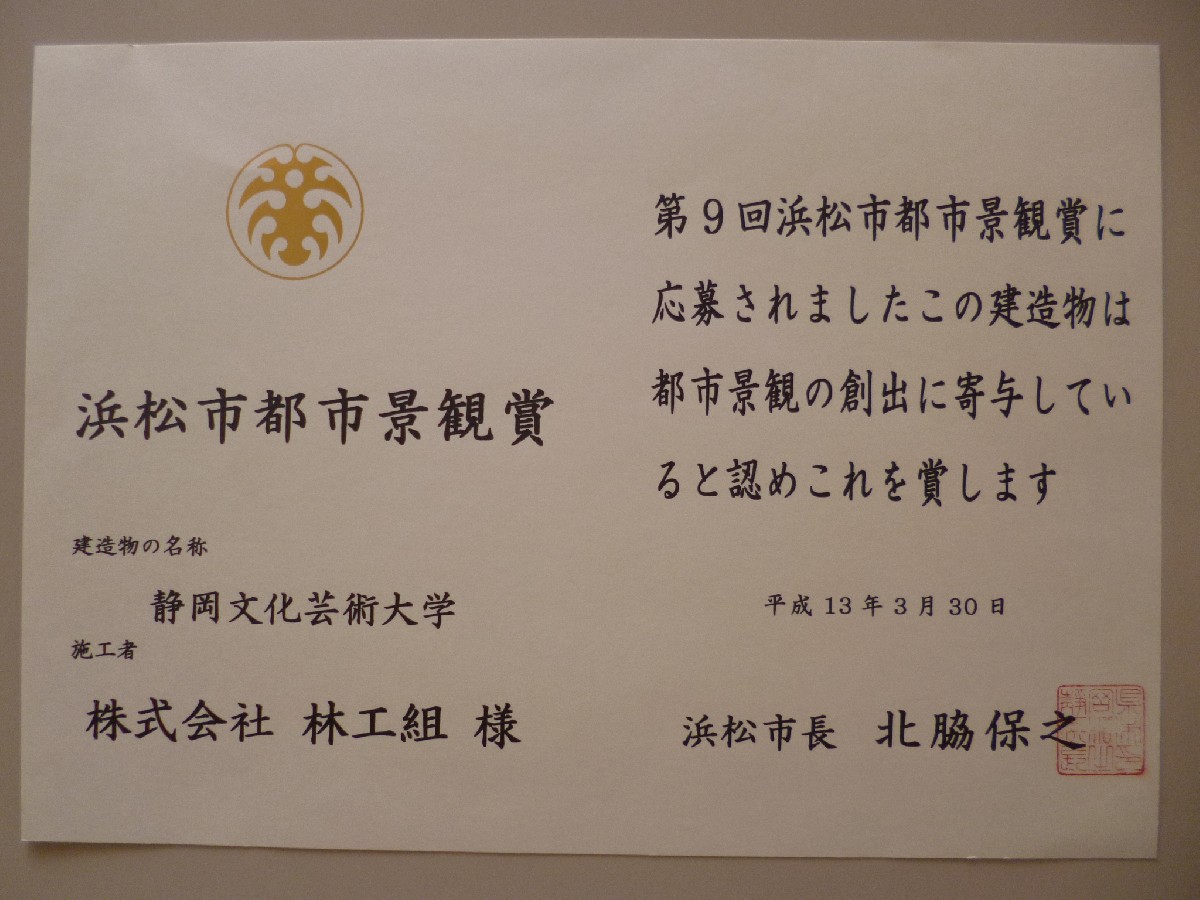 浜松市都市景観賞
建造物の名称
静岡文化芸術大学
施工者
株式会社 林工組 様
第9回浜松市都市景観賞に
応募されましたこの建造物は
都市景観の創出に寄与してい
ると認めこれを賞します
平成13年3月30日
浜松市長 北脇保之